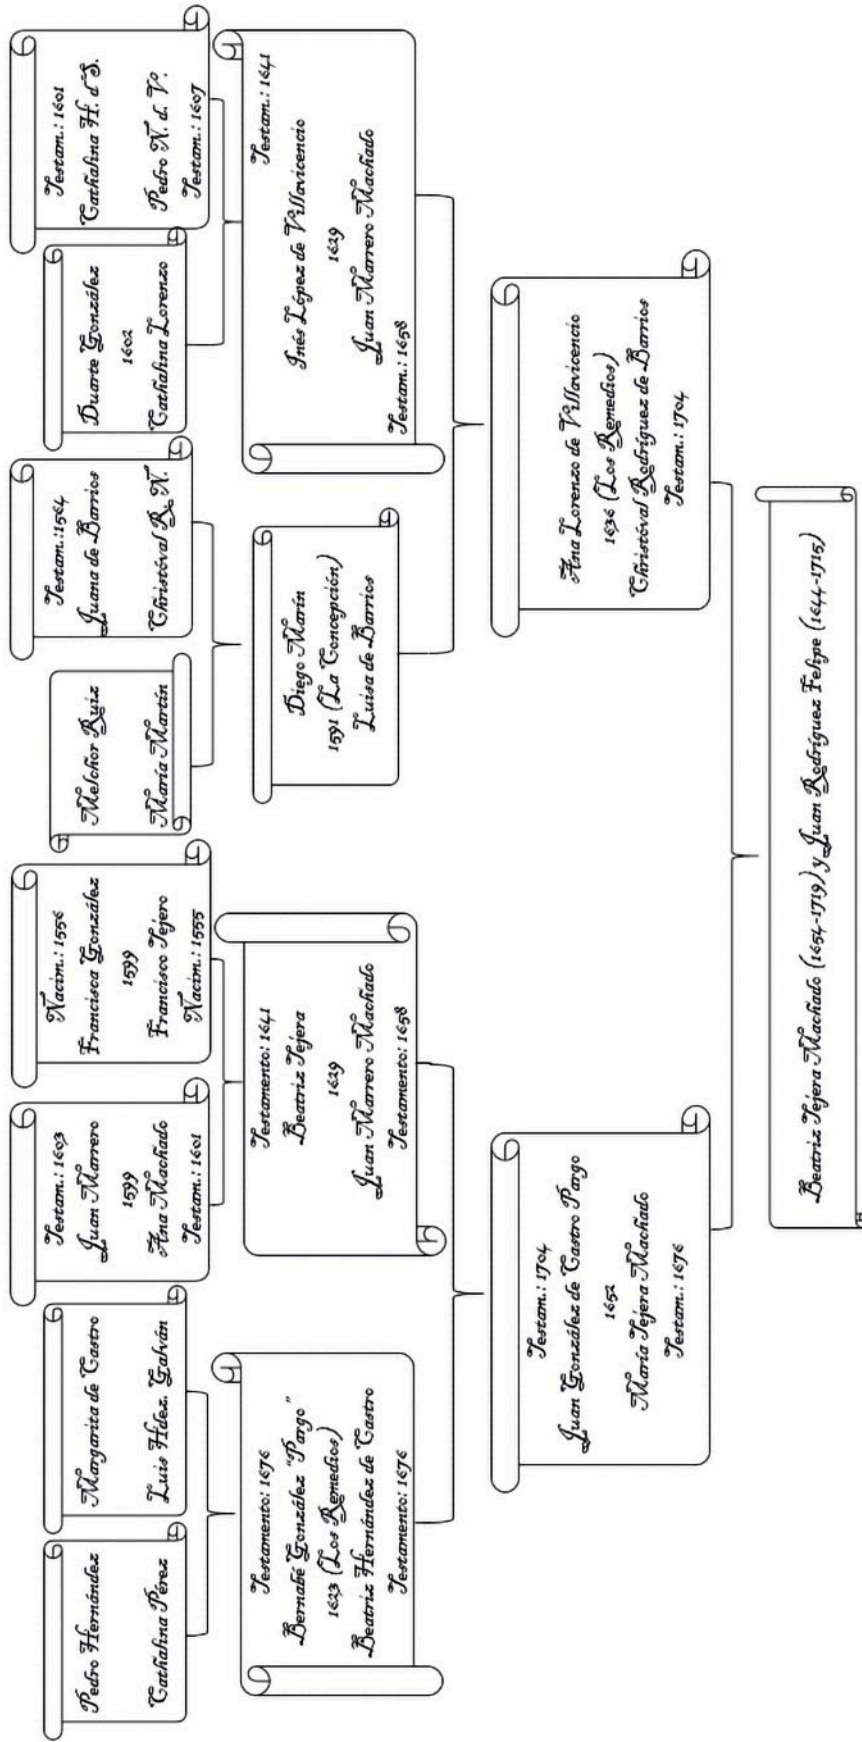 Pedro Hernández
Cathalina Pérez
Margarita de Castro
Luis Hdez. Galván
Testam.: 1603
Juan Marrero
1599
Ana Machado
Testam.: 1601
Nacim.: 1556
Francisca González
1599
Francisco Tejero
Nacim.: 1555
Melchor Ruiz
María Martín
Testam.:1564
Juana de Barrios
Christóval R. N.
Duarte González
1602
Cathalina Lorenzo
Testam.: 1601
Cathalina H. d S.
Pedro N. d. V.
Testam.: 1607
Testamento: 1676
Bernabé González "Pargo"
1623 (Los Remedios)
Beatriz Hernández de Castro
Testamento: 1676
Testamento: 1641
Beatriz Tejera
1629
Juan Marrero Machado
Testamento: 1658
Diego Marín
1591 (La Concepción)
Luisa de Barrios
Testam.: 1641
Inés López de Villavicencio
1629
Juan Marrero Machado
Testam.: 1658
Testam.: 1704
Juan González de Castro Pargo
1652
María Tejera Machado
Testam.: 1676
Ana Lorenzo de Villavicencio
1636 (Los Remedios)
Christóval Rodríguez de Barrios
Testam.: 1704
Beatriz Tejera Machado (1654-1719) y Juan Rodríguez Felipe (1644-1715)